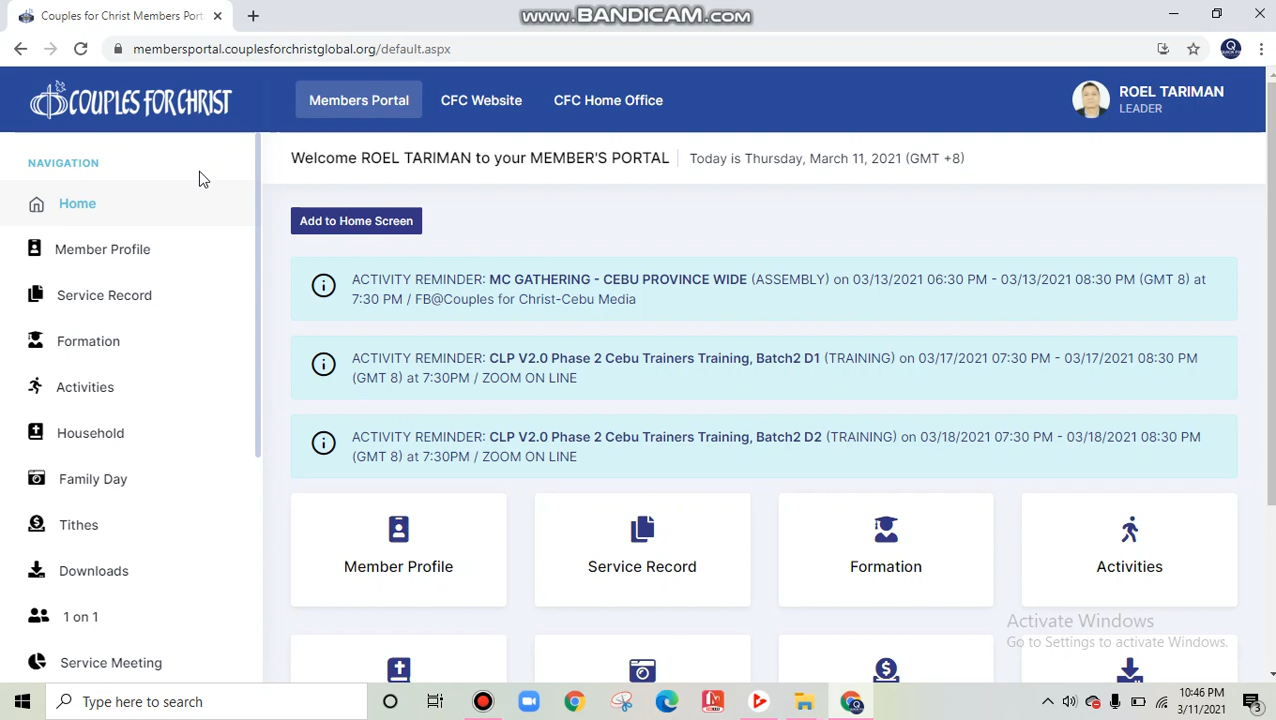 Couples for Christ Members Port
www.BANDICAM.com
membersportal.couplesforchristglobal.org/default.aspx
COUPLES FOR CHRIST
Members Portal
CFC Website
CFC Home Office
ROEL TARIMAN
LEADER
NAVIGATION
Home
Member Profile
Service Record
Formation
Activities
Household
Family Day
Tithes
Downloads
1 on 1
Service Meeting
Welcome ROEL TARIMAN to your MEMBER'S PORTAL
Today is Thursday, March 11, 2021 (GMT +8)
Add to Home Screen
ACTIVITY REMINDER: MC GATHERING - CEBU PROVINCE WIDE (ASSEMBLY) on 03/13/2021 06:30 PM - 03/13/2021 08:30 PM (GMT 8) at
7:30 PM / FB@Couples for Christ-Cebu Media
ACTIVITY REMINDER: CLP V2.0 Phase 2 Cebu Trainers Training, Batch2 D1 (TRAINING) on 03/17/2021 07:30 PM - 03/17/2021 08:30 PM
(GMT 8) at 7:30PM / ZOOM ON LINE
ACTIVITY REMINDER: CLP V2.0 Phase 2 Cebu Trainers Training, Batch2 D2 (TRAINING) on 03/18/2021 07:30 PM - 03/18/2021 08:30 PM
(GMT 8) at 7:30PM / ZOOM ON LINE
Member Profile
Service Record
Formation
Activities
Activate Windows
Go to Settings to activate Windows.
Type here to search
10:46 PM
3/11/2021
3